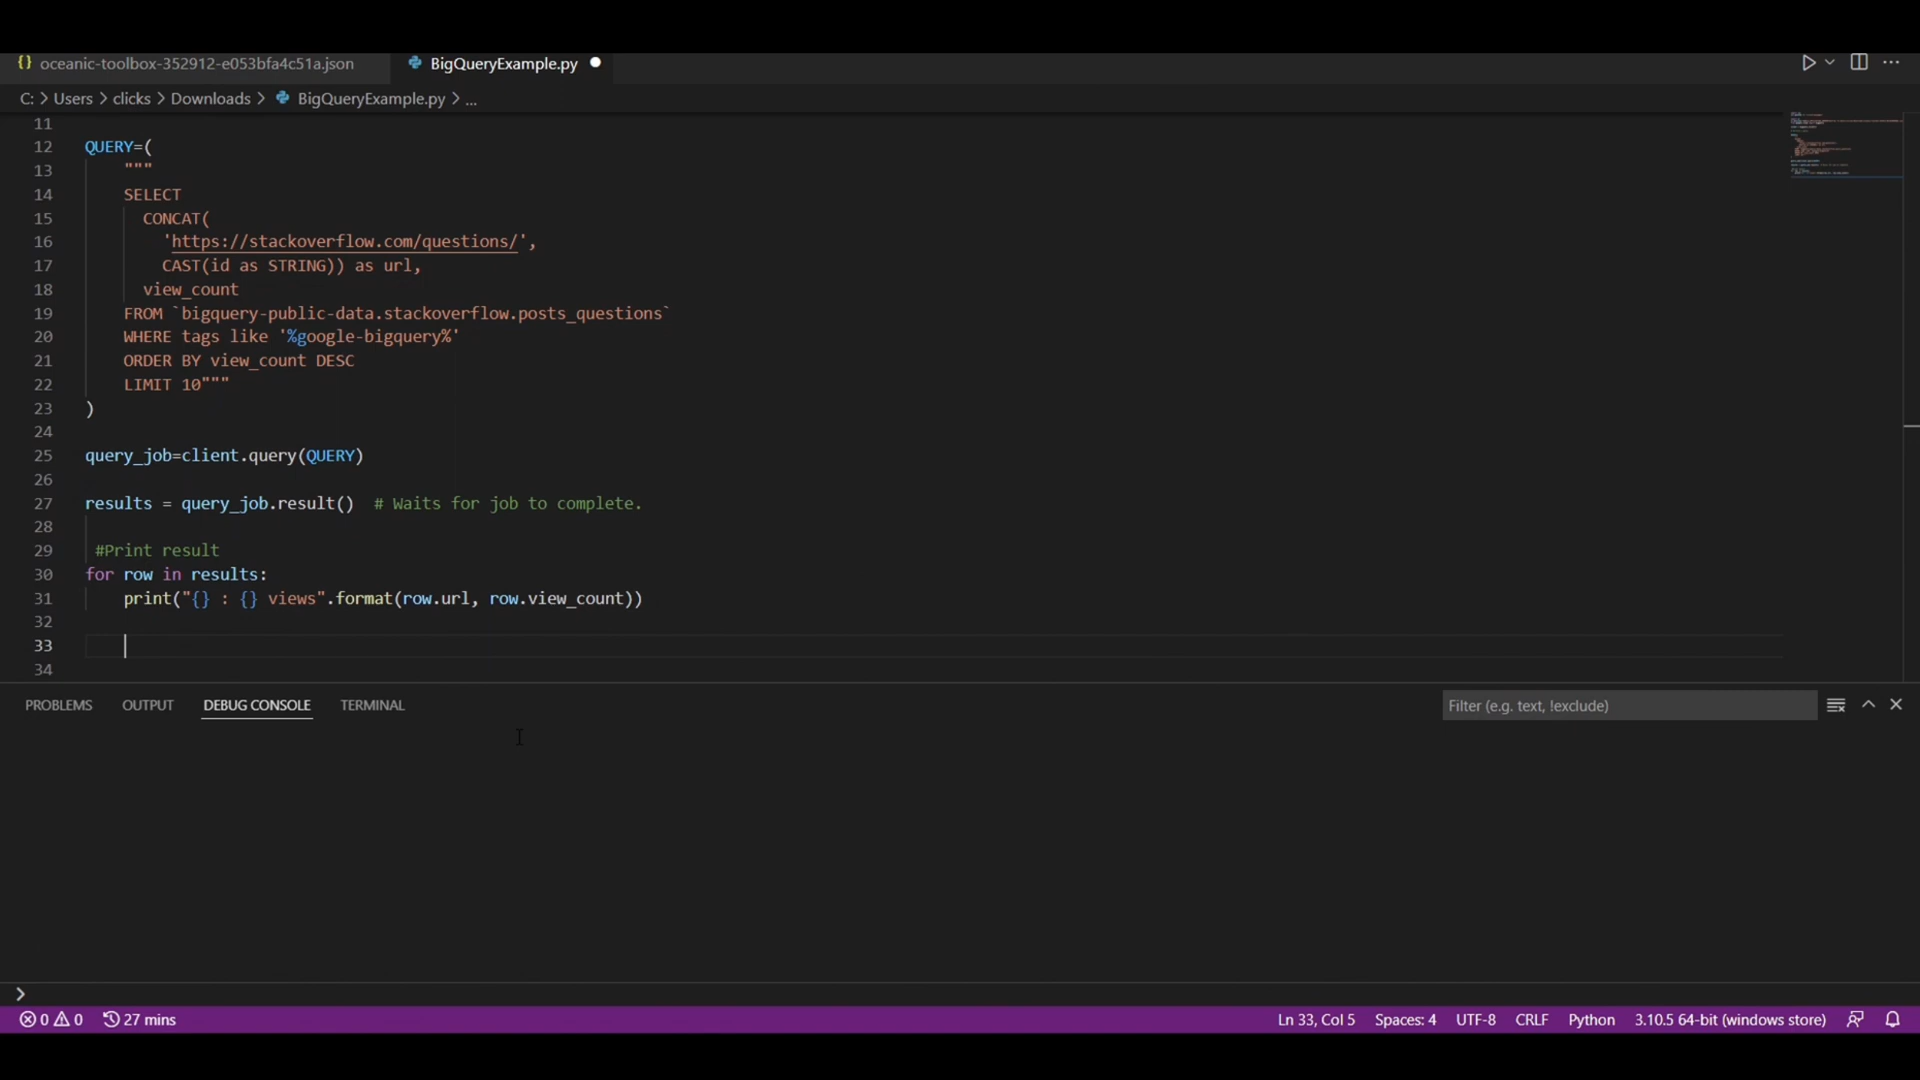 {} oceanic-toolbox-352912-e053bfa4c51a.json BigQueryExample.py
C: > Users > clicks > Downloads > BigQueryExample.py > ...
11
12 QUERY=(
13 """
14 SELECT
15 CONCAT(
16 'https://stackoverflow.com/questions/',
17 CAST(id as STRING)) as url,
18 view_count
19 FROM `bigquery-public-data.stackoverflow.posts_questions`
20 WHERE tags like '%google-bigquery%'
21 ORDER BY view_count DESC
22 LIMIT 10"""
23 )
24
25 query_job=client.query(QUERY)
26
27 results = query_job.result()  # Waits for job to complete.
28
29 #Print result
30 for row in results:
31 print("{} : {} views".format(row.url, row.view_count))
32
33
34
PROBLEMS OUTPUT DEBUG CONSOLE TERMINAL Filter (e.g. text, !exclude)
>
0 0 27 mins Ln 33, Col 5 Spaces: 4 UTF-8 CRLF Python 3.10.5 64-bit (windows store)